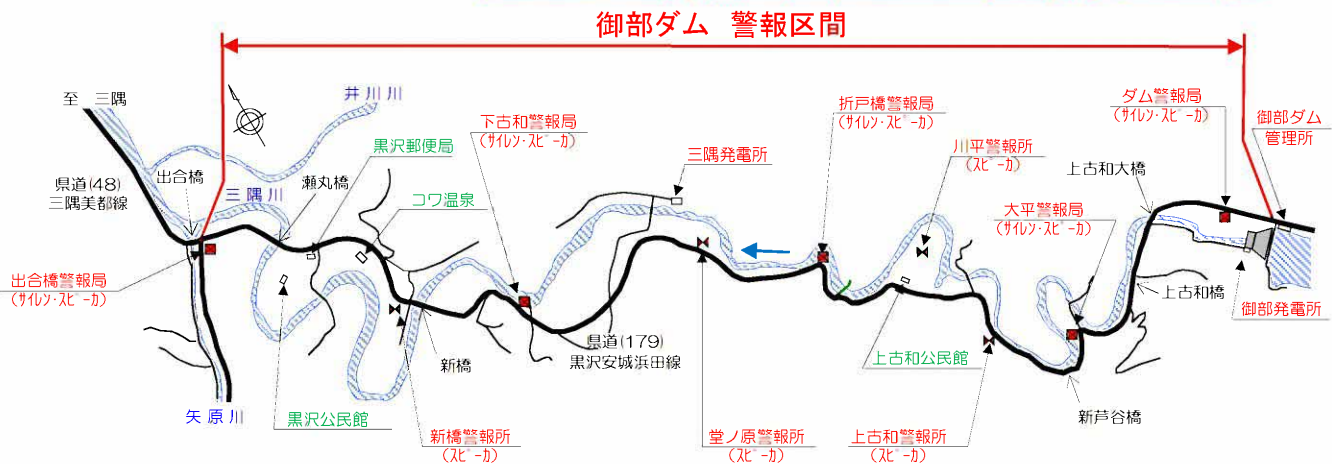 御部ダム 警報区間
至 三隅
井川川
下古和警報局
(サイレン・スピーカ)
折戸橋警報局
(サイレン・スピーカ)
ダム警報局
(サイレン・スピーカ)
御部ダム
管理所
黒沢郵便局
三隅発電所
川平警報所
(スピーカ)
上古和大橋
出合橋
県道(48)
三隅美都線
三隅川
瀬丸橋
コワ温泉
大平警報局
(サイレン・スピーカ)
出合橋警報局
(サイレン・スピーカ)
上古和橋
御部発電所
県道(179)
黒沢安城浜田線
新橋
上古和公民館
矢原川
黒沢公民館
新芦谷橋
新橋警報所
(スピーカ)
堂ノ原警報所
(スピーカ)
上古和警報所
(スピーカ)